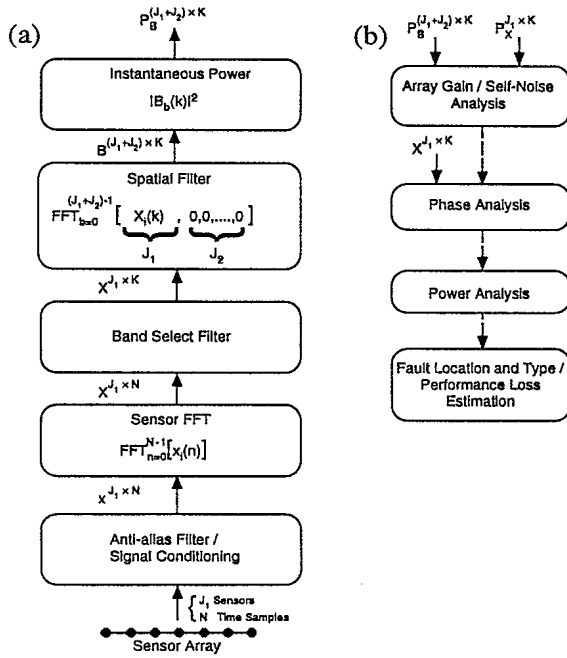 (a)
P_B^{(J_1+J_2)×K}
Instantaneous Power
|B_b(k)|^2
B^{(J_1+J_2)×K}
Spatial Filter
FFT_{b=0}^{(J_1+J_2)-1} [ X_i(k) , 0,0,....,0 ]
J_1 J_2
X^{J_1×K}
Band Select Filter
X^{J_1×N}
Sensor FFT
FFT_{n=0}^{N-1}[x_i(n)]
x^{J_1×N}
Anti-alias Filter /
Signal Conditioning
{ J_1 Sensors
N Time Samples
Sensor Array
(b)
P_B^{(J_1+J_2)×K} P_X^{J_1×K}
Array Gain / Self-Noise
Analysis
X^{J_1×K}
Phase Analysis
Power Analysis
Fault Location and Type /
Performance Loss
Estimation